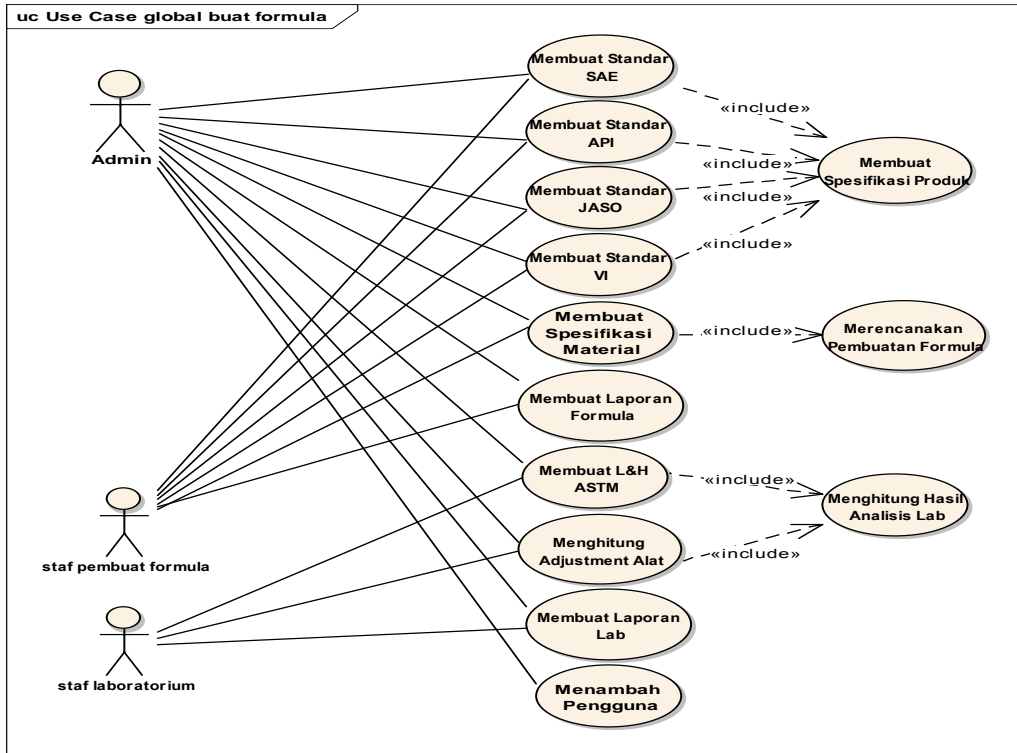 uc Use Case global buat formula
Admin
staf pembuat formula
staf laboratorium
Membuat Standar
SAE
Membuat Standar
API
Membuat Standar
JASO
Membuat Standar
VI
Membuat
Spesifikasi
Material
Membuat Laporan
Formula
Membuat L&H
ASTM
Menghitung
Adjustment Alat
Membuat Laporan
Lab
Menambah
Pengguna
«include»
«include»
«include»
«include»
«include»
«include»
«include»
Membuat
Spesifikasi Produk
Merencanakan
Pembuatan Formula
Menghitung Hasil
Analisis Lab